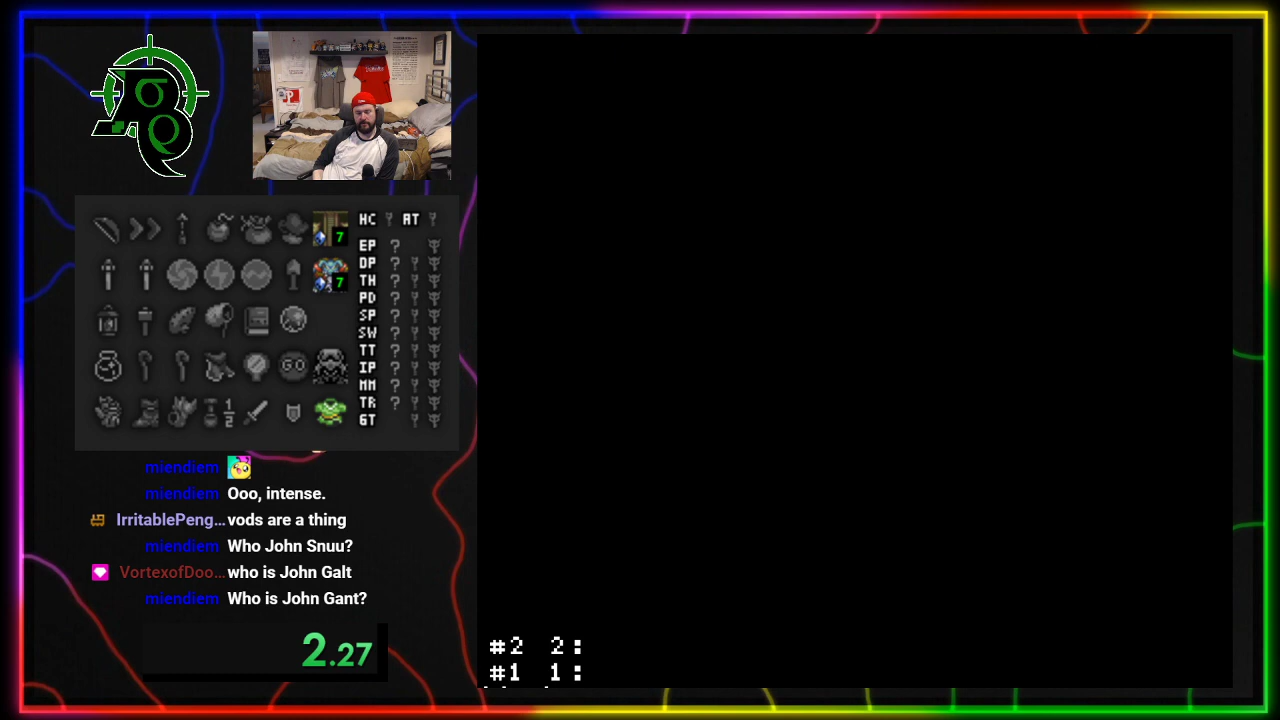 HC AT
7
EP ?
DP ?
7
TH ?
PD ?
SP ?
SW ?
TT ?
IP ?
GO
MM ?
TR ?
1/2
GT
miendiem
miendiem Ooo, intense.
IrritablePeng... vods are a thing
miendiem Who John Snuu?
VortexofDoo... who is John Galt
miendiem Who is John Gant?
2.27
#2 2:
#1 1: